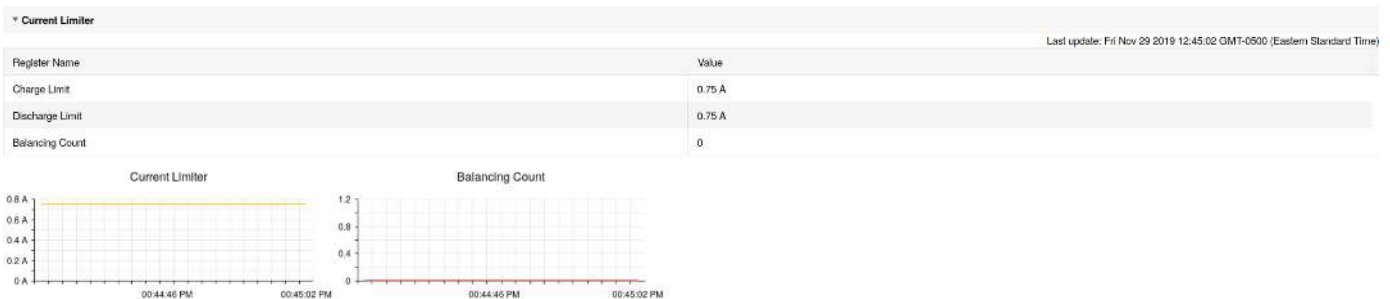 Current Limiter
Last update: Fri Nov 29 2019 12:45:02 GMT-0500 (Eastern Standard Time)
Register Name Value
Charge Limit 0.75 A
Discharge Limit 0.75 A
Balancing Count 0
Current Limiter Balancing Count
0.8 A 1.2
0.6 A 0.8
0.4 A 0.4
0.2 A
0 A 0
00:44:46 PM 00:45:02 PM 00:44:46 PM 00:45:02 PM